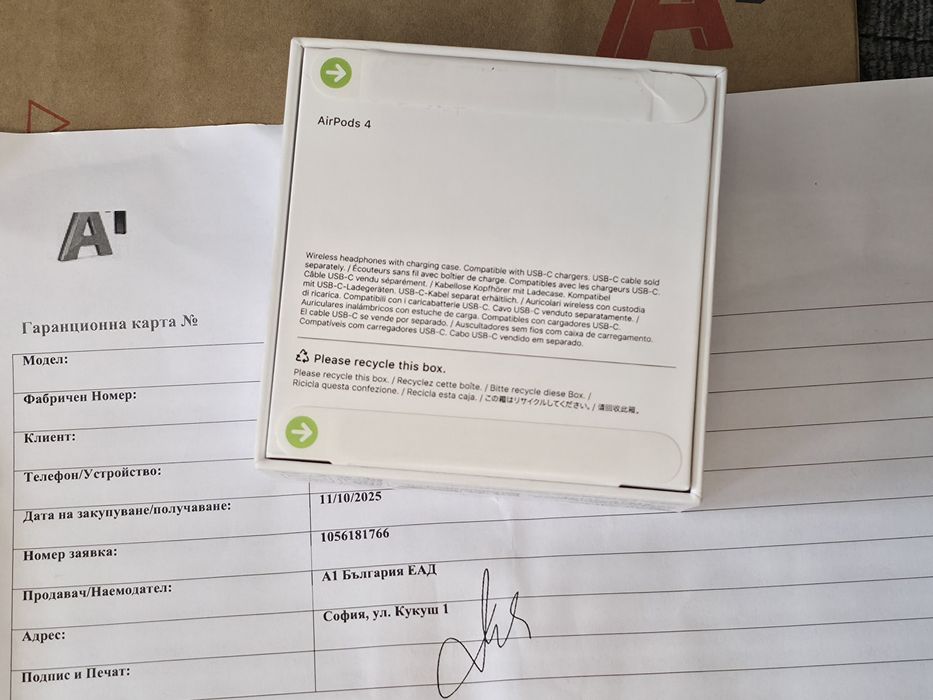 A1
AirPods 4
Wireless headphones with charging case. Compatible with USB-C chargers. USB-C cable sold
separately. / Écouteurs sans fil avec boîtier de charge. Compatibles avec les chargeurs USB-C.
Câble USB-C vendu séparément. / Kabellose Kopfhörer mit Ladecase. Kompatibel
mit USB-C-Ladegeräten. USB-C-Kabel separat erhältlich. / Auricolari wireless con custodia
di ricarica. Compatibili con i caricabatterie USB-C. Cavo USB-C venduto separatamente. /
Auriculares inalámbricos con estuche de carga. Compatibles con cargadores USB-C.
El cable USB-C se vende por separado. / Auscultadores sem fios com caixa de carregamento.
Compatíveis com carregadores USB-C. Cabo USB-C vendido em separado.
Please recycle this box.
Please recycle this box. / Recyclez cette boîte. / Bitte recycle diese Box. /
Ricicla questa confezione. / Recicla esta caja. / この箱はリサイクルしてください。/ 请回收此箱。
A1
Гаранционна карта №
Модел:
Фабричен Номер:
Клиент:
Телефон/Устройство:
Дата на закупуване/получаване: 11/10/2025
Номер заявка: 1056181766
Продавач/Наемодател: А1 България ЕАД
Адрес: София, ул. Кукуш 1
Подпис и Печат: